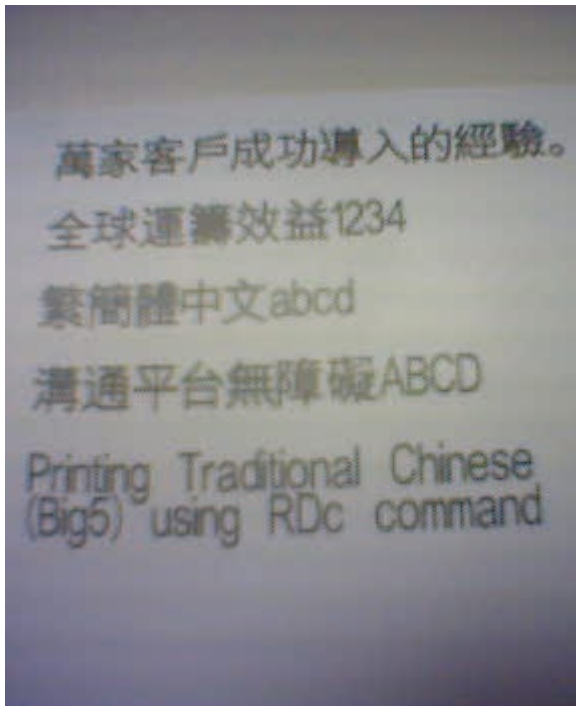 萬家客戶成功導入的經驗。
全球運籌效益1234
繁簡體中文abcd
溝通平台無障礙ABCD
Printing Traditional Chinese
(Big5) using RDc command